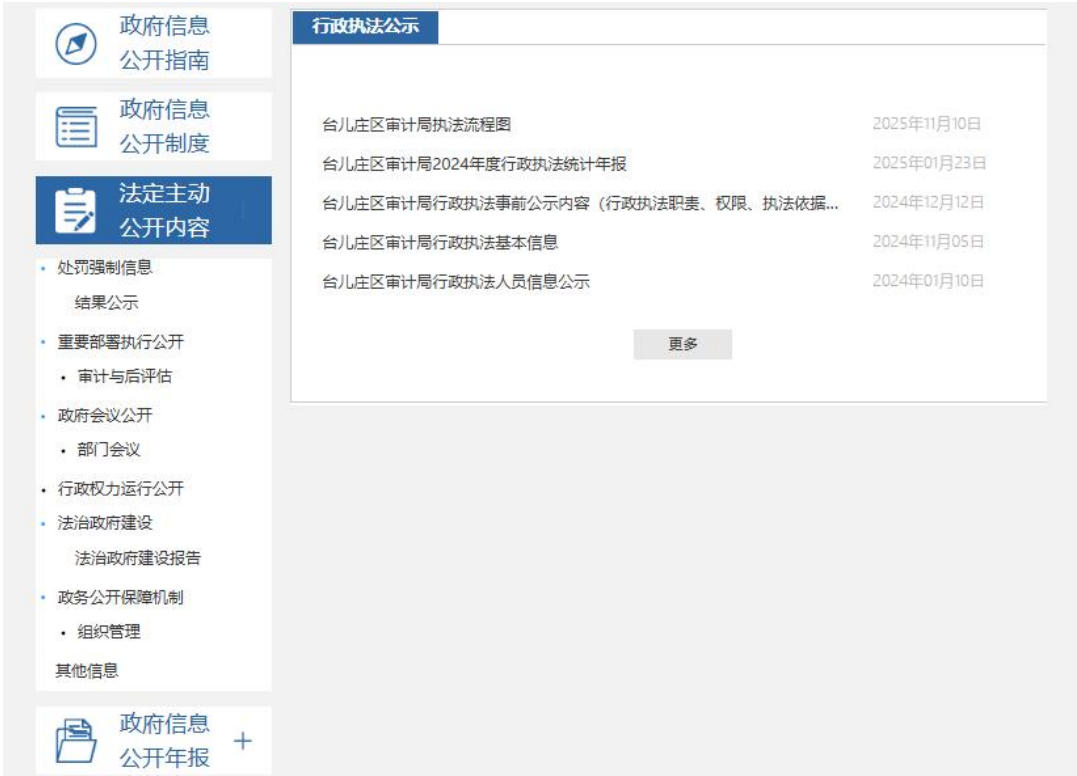 政府信息
公开指南
政府信息
公开制度
法定主动
公开内容
• 处罚强制信息
结果公示
• 重要部署执行公开
• 审计与后评估
• 政府会议公开
• 部门会议
• 行政权力运行公开
• 法治政府建设
法治政府建设报告
• 政务公开保障机制
• 组织管理
其他信息
政府信息
公开年报
+
行政执法公示
台儿庄区审计局执法流程图 2025年11月10日
台儿庄区审计局2024年度行政执法统计年报 2025年01月23日
台儿庄区审计局行政执法事前公示内容（行政执法职责、权限、执法依据... 2024年12月12日
台儿庄区审计局行政执法基本信息 2024年11月05日
台儿庄区审计局行政执法人员信息公示 2024年01月10日
更多